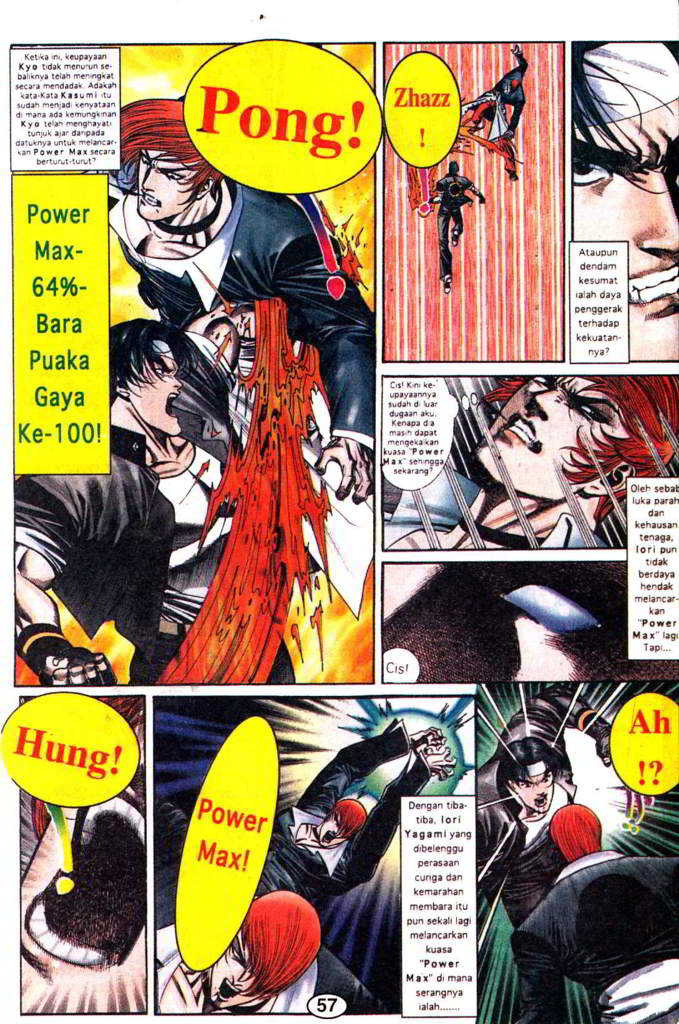 Ketika ini, keupayaan
Kyo tidak menurun se-
baliknya telah meningkat
secara mendadak. Adakah
kata-Kata Kasumi itu
sudah menjadi kenyataan
di mana ada kemungkinan
Kyo telah menghayati
tunjuk ajar daripada
datuknya untuk melancar-
kan Power Max secara
berturut-turut?
Pong!
Power
Max-
64%-
Bara
Puaka
Gaya
Ke-100!
Zhazz
!
Ataupun
dendam
kesumat
ialah daya
penggerak
terhadap
kekuatan-
nya?
Cis! Kini ke-
upayaannya
sudah di luar
dugaan aku.
Kenapa dia
masih dapat
mengekalkan
kuasa "Power
Max" sehingga
sekarang?
Oleh sebab
luka parah
dan
kehausan
tenaga,
Iori pun
tidak
berdaya
hendak
melancar-
kan
"Power
Max" lagi
Tapi...
Cis!
Hung!
Power
Max!
Dengan tiba-
tiba, Iori
Yagami yang
dibelenggu
perasaan
curiga dan
kemarahan
membara itu
pun sekali lagi
melancarkan
kuasa
"Power
Max" di mana
serangnya
ialah.......
Ah
!?
57